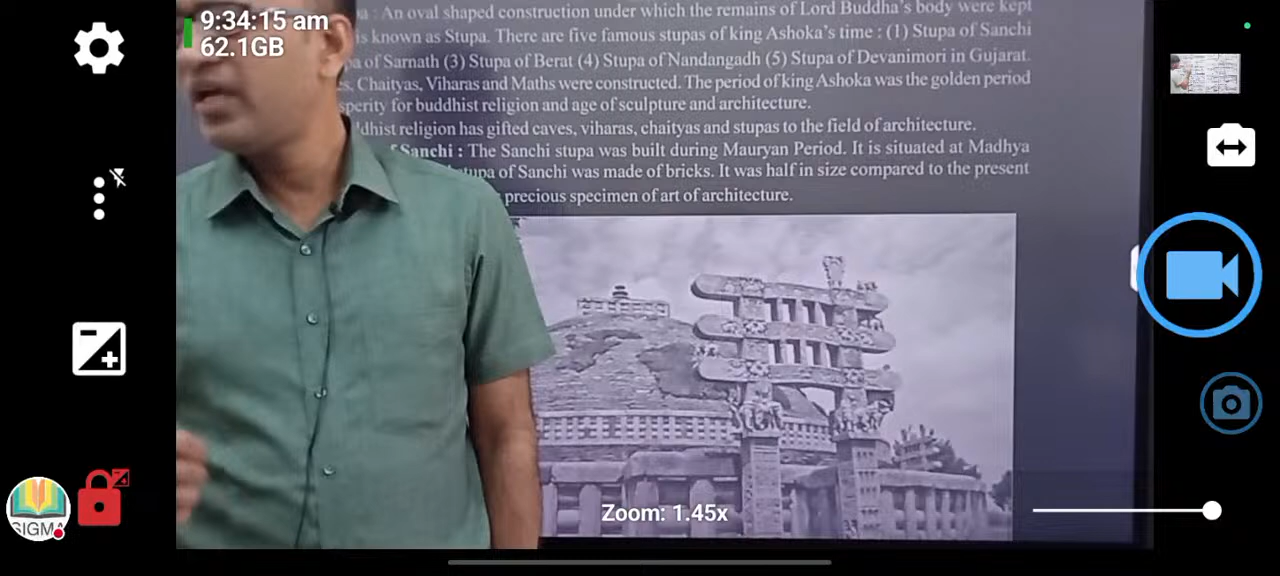 9:34:15 am
62.1GB
: An oval shaped construction under which the remains of Lord Buddha's body were kept
is known as Stupa. There are five famous stupas of king Ashoka's time : (1) Stupa of Sanchi
of Sarnath (3) Stupa of Berat (4) Stupa of Nandangadh (5) Stupa of Devanimori in Gujarat.
Chaityas, Viharas and Maths were constructed. The period of king Ashoka was the golden period
sperity for buddhist religion and age of sculpture and architecture.
dhist religion has gifted caves, viharas, chaityas and stupas to the field of architecture.
Sanchi : The Sanchi stupa was built during Mauryan Period. It is situated at Madhya
tupa of Sanchi was made of bricks. It was half in size compared to the present
precious specimen of art of architecture.
Zoom: 1.45x
SIGMA